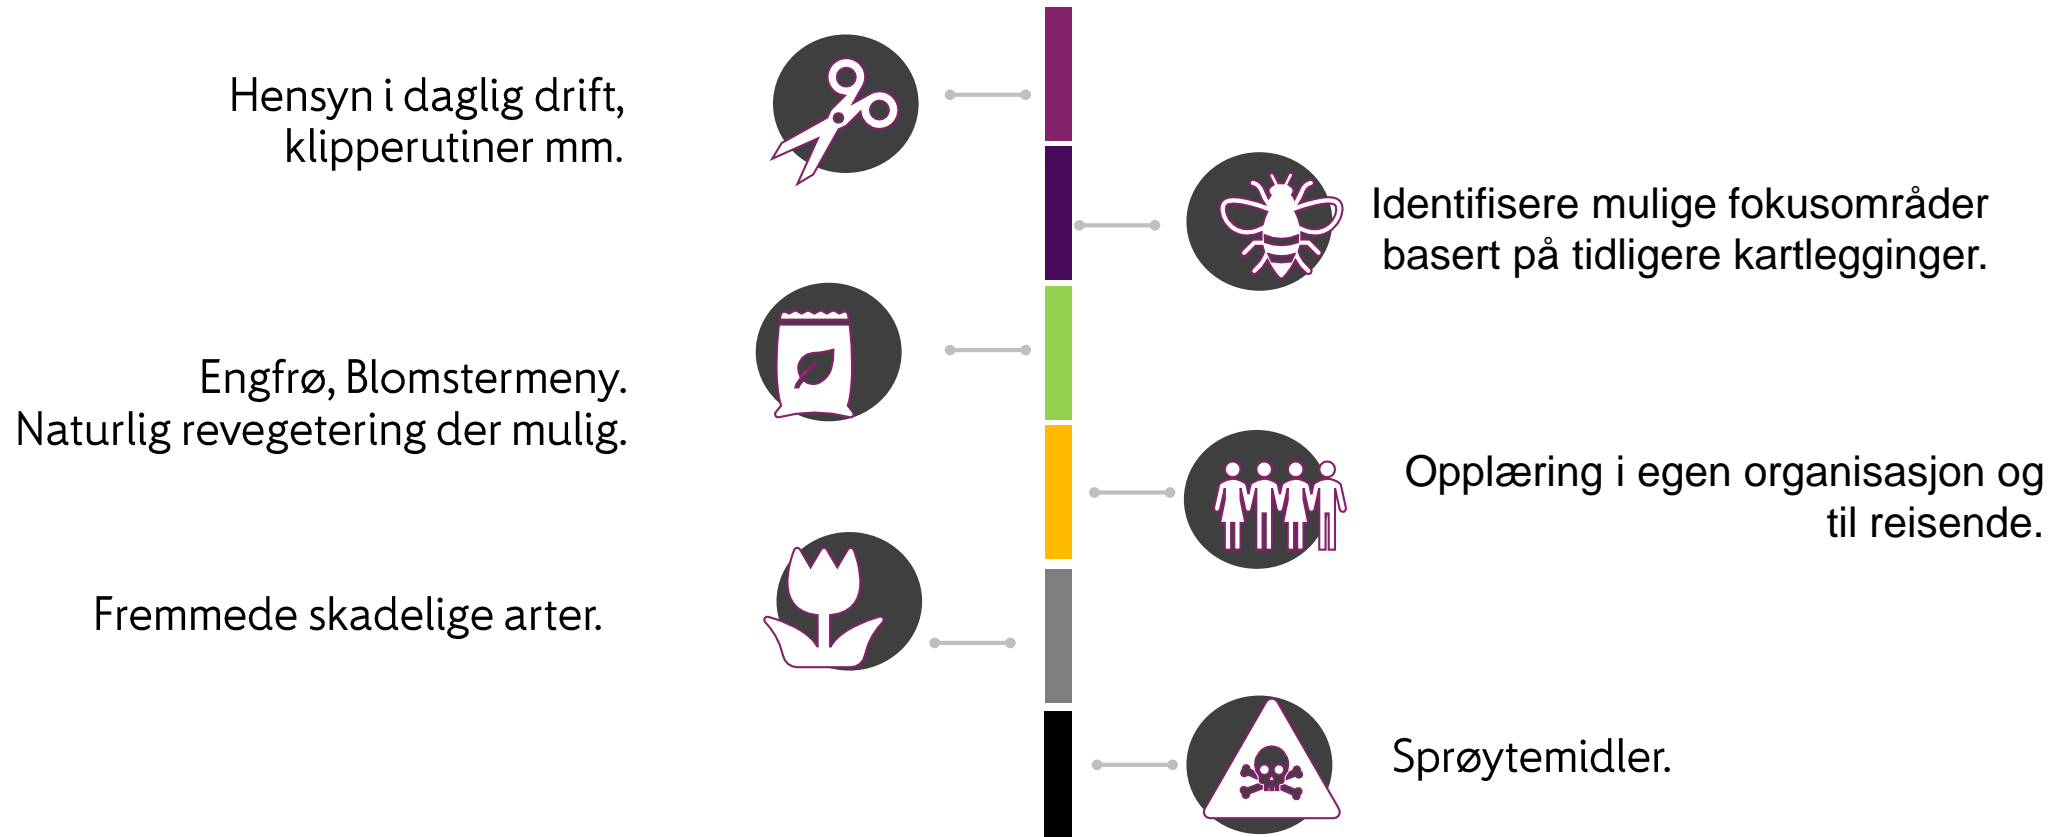 Hensyn i daglig drift,
klipperutiner mm.
Identifisere mulige fokusområder
basert på tidligere kartlegginger.
Engfrø, Blomstermeny.
Naturlig revegetering der mulig.
Opplæring i egen organisasjon og
til reisende.
Fremmede skadelige arter.
Sprøytemidler.